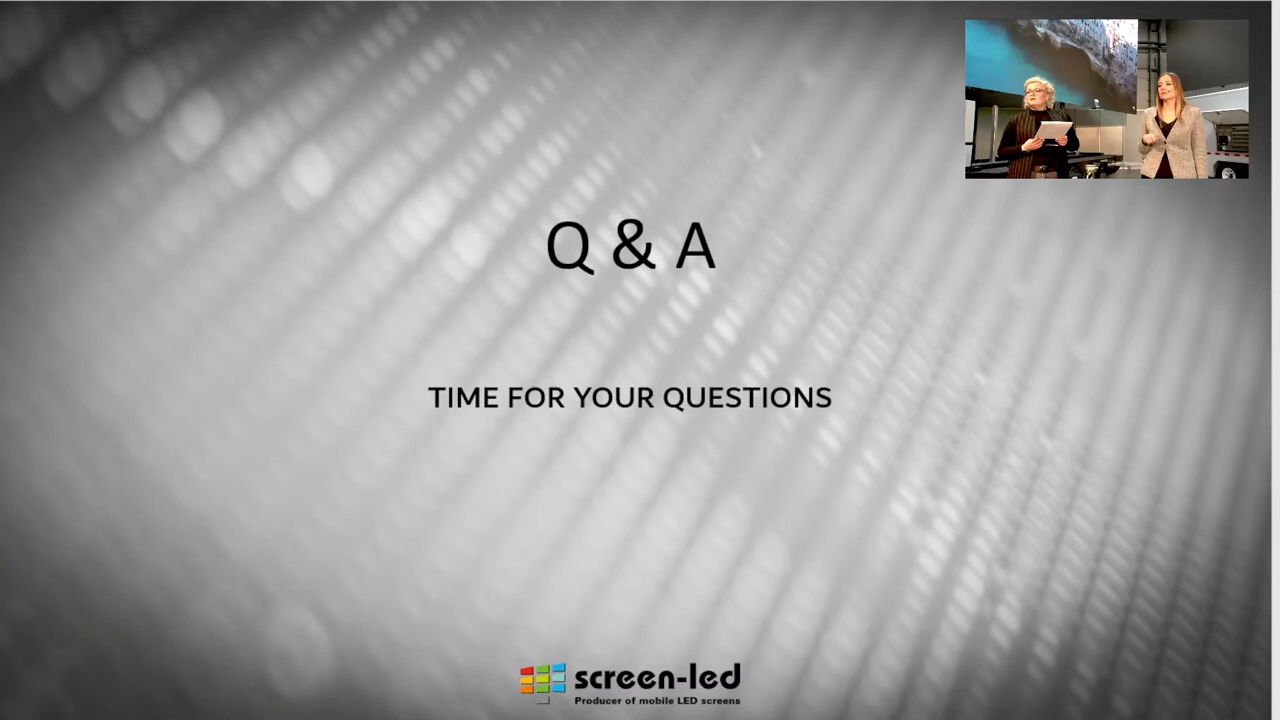 Q & A
TIME FOR YOUR QUESTIONS
screen-led
Producer of mobile LED screens